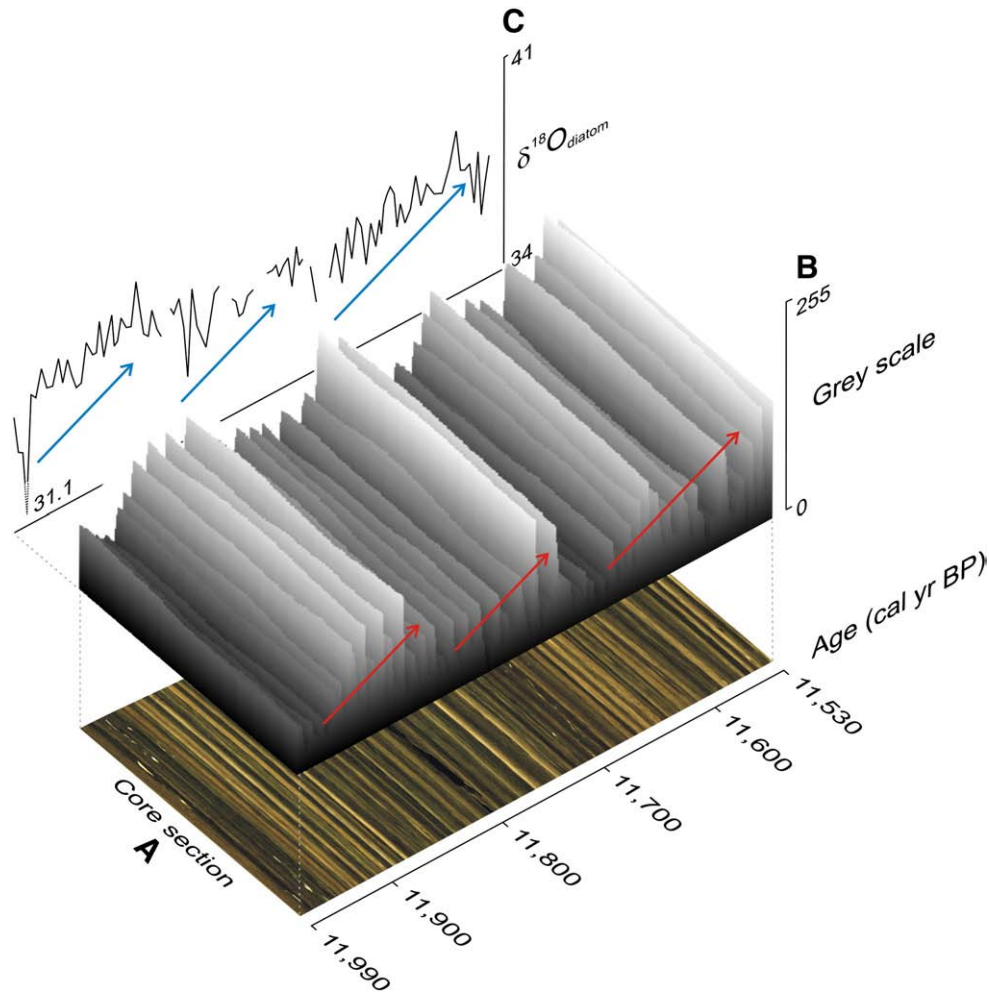 C
41
δ18Odiatom
34
B
255
Grey scale
0
31.1
Age (cal yr BP)
11,530
11,600
11,700
11,800
11,900
11,990
Core section
A